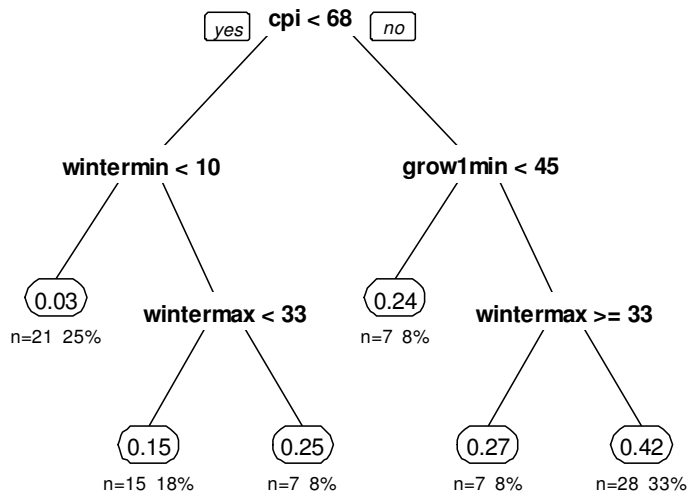 cpi < 68
yes
no
wintermin < 10
grow1min < 45
0.03
n=21 25%
wintermax < 33
0.24
n=7 8%
wintermax >= 33
0.15
n=15 18%
0.25
n=7 8%
0.27
n=7 8%
0.42
n=28 33%